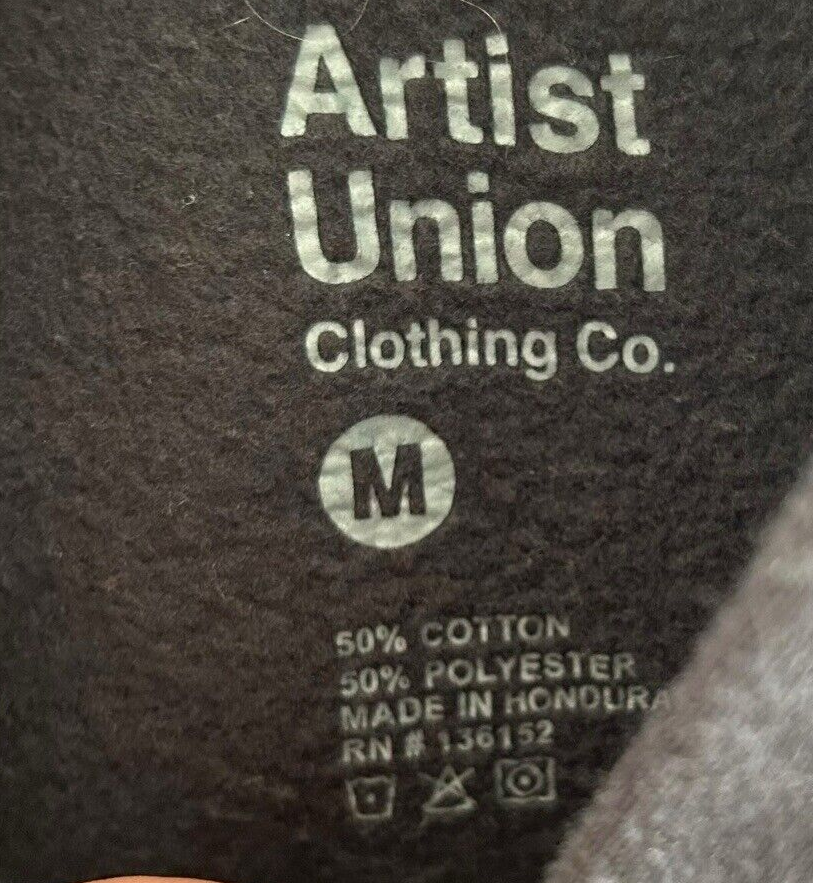 Artist
Union
Clothing Co.
M
50% COTTON
50% POLYESTER
MADE IN HONDURA
RN # 136152